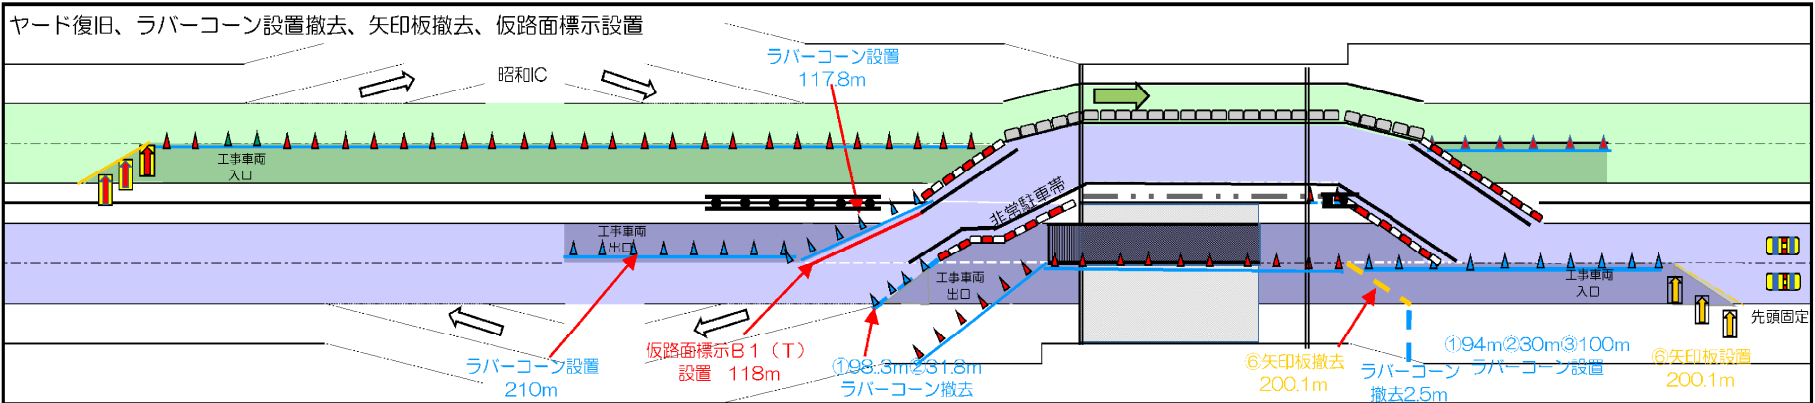 ヤード復旧、ラバーコーン設置撤去、矢印板撤去、仮路面標示設置
昭和IC
ラバーコーン設置
117.8m
工事車両
入口
工事車両
出口
非常駐車帯
工事車両
出口
工事車両
入口
先頭固定
ラバーコーン設置
210m
仮路面標示B1(T)
設置 118m
①98.3m②31.8m
ラバーコーン撤去
⑥矢印板撤去
200.1m
ラバーコーン
撤去2.5m
①94m②30m③100m
ラバーコーン設置
⑥矢印板設置
200.1m